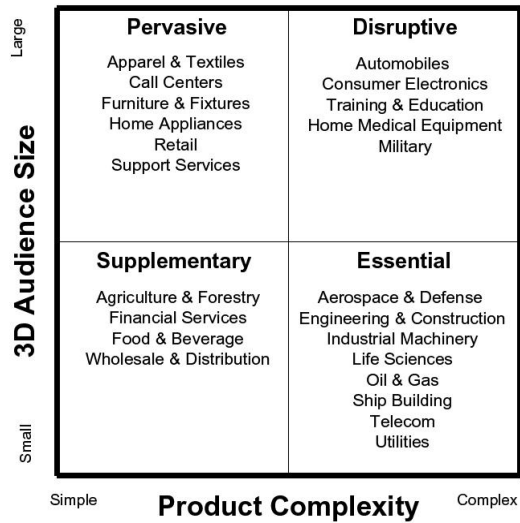 Large
3D Audience Size
Small
Pervasive
Apparel & Textiles
Call Centers
Furniture & Fixtures
Home Appliances
Retail
Support Services
Disruptive
Automobiles
Consumer Electronics
Training & Education
Home Medical Equipment
Military
Supplementary
Agriculture & Forestry
Financial Services
Food & Beverage
Wholesale & Distribution
Essential
Aerospace & Defense
Engineering & Construction
Industrial Machinery
Life Sciences
Oil & Gas
Ship Building
Telecom
Utilities
Simple
Product Complexity
Complex